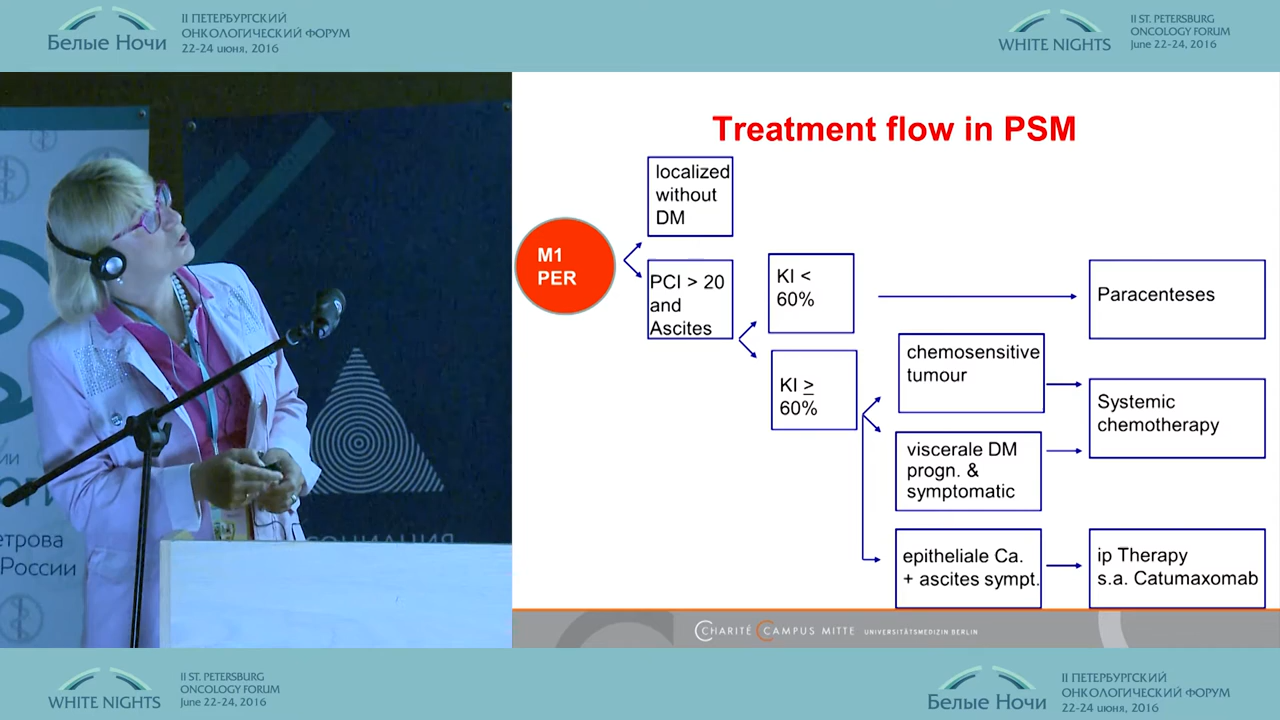 Белые Ночи
II ПЕТЕРБУРГСКИЙ
ОНКОЛОГИЧЕСКИЙ ФОРУМ
22-24 июня, 2016
WHITE NIGHTS
II ST. PETERSBURG
ONCOLOGY FORUM
June 22-24, 2016
етрова
России
Treatment flow in PSM
M1
PER
localized
without
DM
PCI > 20
and
Ascites
KI <
60%
Paracenteses
KI ≥
60%
chemosensitive
tumour
Systemic
chemotherapy
viscerale DM
progn. &
symptomatic
epitheliale Ca.
+ ascites sympt.
ip Therapy
s.a. Catumaxomab
CHARITÉ CAMPUS MITTE UNIVERSITÄTSMEDIZIN BERLIN
WHITE NIGHTS
II ST. PETERSBURG
ONCOLOGY FORUM
June 22-24, 2016
Белые Ночи
II ПЕТЕРБУРГСКИЙ
ОНКОЛОГИЧЕСКИЙ ФОРУМ
22-24 июня, 2016